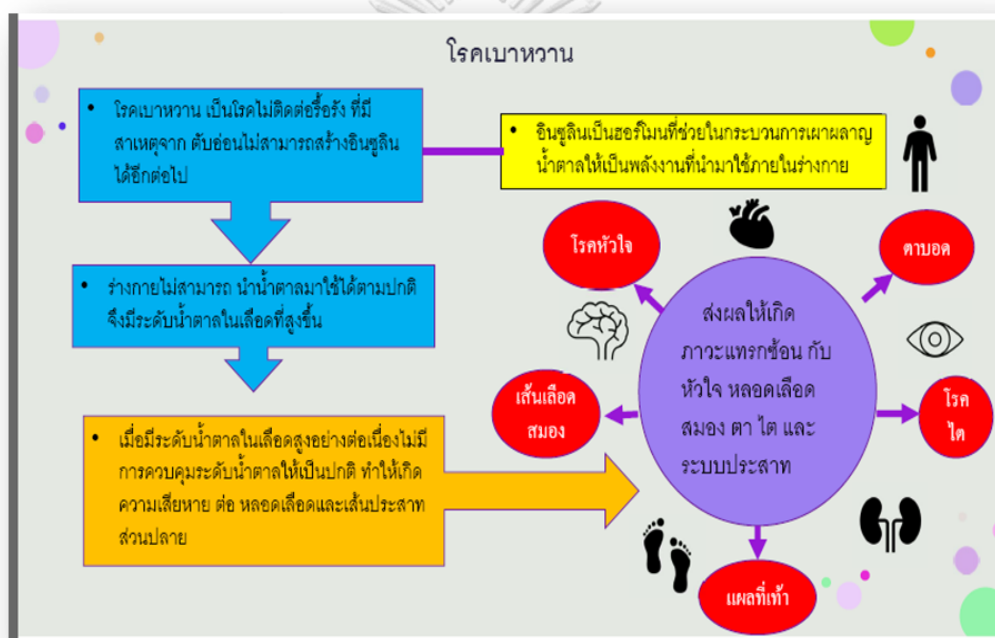 โรคเบาหวาน
• โรคเบาหวาน เป็นโรคไม่ติดต่อรื้อรัง ที่มี
สาเหตุจาก ตับอ่อนไม่สามารถสร้างอินซูลิน
ได้อีกต่อไป
• อินซูลินเป็นฮอร์โมนที่ช่วยในกระบวนการเผาผลาญ
น้ำตาลให้เป็นพลังงานที่นำมาใช้ภายในร่างกาย
• ร่างกายไม่สามารถ นำน้ำตาลมาใช้ได้ตามปกติ
จึงมีระดับน้ำตาลในเลือดที่สูงขึ้น
• เมื่อมีระดับน้ำตาลในเลือดสูงอย่างต่อเนื่องไม่มี
การควบคุมระดับน้ำตาลให้เป็นปกติ ทำให้เกิด
ความเสียหาย ต่อ หลอดเลือดและเส้นประสาท
ส่วนปลาย
ส่งผลให้เกิด
ภาวะแทรกซ้อน กับ
หัวใจ หลอดเลือด
สมอง ตา ไต และ
ระบบประสาท
โรคหัวใจ
ตาบอด
เส้นเลือด
สมอง
โรค
ไต
แผลที่เท้า